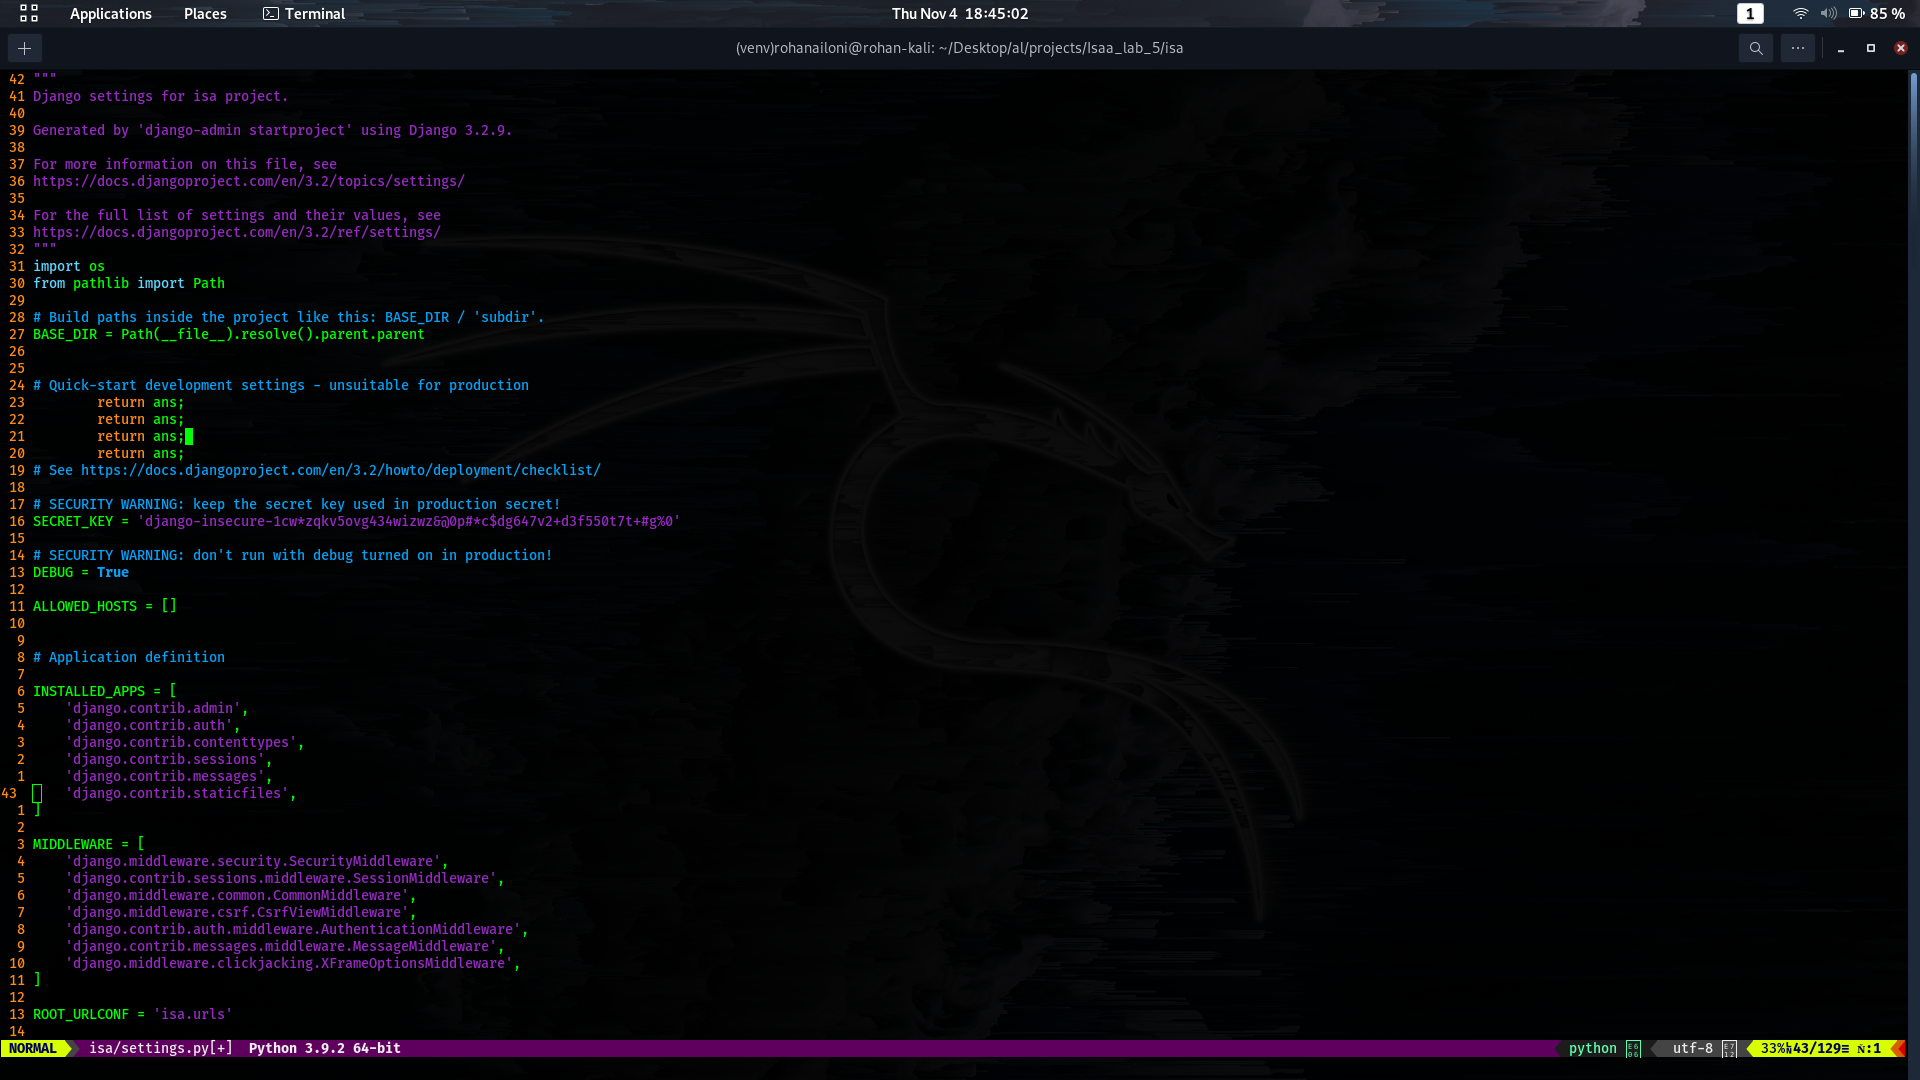 Applications Places Terminal Thu Nov 4 18:45:02 1 85 %
(venv)rohanailoni@rohan-kali: ~/Desktop/al/projects/Isaa_lab_5/isa
42 """
41 Django settings for isa project.
40
39 Generated by 'django-admin startproject' using Django 3.2.9.
38
37 For more information on this file, see
36 https://docs.djangoproject.com/en/3.2/topics/settings/
35
34 For the full list of settings and their values, see
33 https://docs.djangoproject.com/en/3.2/ref/settings/
32 """
31 import os
30 from pathlib import Path
29
28 # Build paths inside the project like this: BASE_DIR / 'subdir'.
27 BASE_DIR = Path(__file__).resolve().parent.parent
26
25
24 # Quick-start development settings - unsuitable for production
23         return ans;
22         return ans;
21         return ans;
20         return ans;
19 # See https://docs.djangoproject.com/en/3.2/howto/deployment/checklist/
18
17 # SECURITY WARNING: keep the secret key used in production secret!
16 SECRET_KEY = 'django-insecure-1cw*zqkv5ovg434wizwz&@0p#*c$dg647v2+d3f550t7t+#g%0'
15
14 # SECURITY WARNING: don't run with debug turned on in production!
13 DEBUG = True
12
11 ALLOWED_HOSTS = []
10
9
8 # Application definition
7
6 INSTALLED_APPS = [
5     'django.contrib.admin',
4     'django.contrib.auth',
3     'django.contrib.contenttypes',
2     'django.contrib.sessions',
1     'django.contrib.messages',
43     'django.contrib.staticfiles',
1 ]
2
3 MIDDLEWARE = [
4     'django.middleware.security.SecurityMiddleware',
5     'django.contrib.sessions.middleware.SessionMiddleware',
6     'django.middleware.common.CommonMiddleware',
7     'django.middleware.csrf.CsrfViewMiddleware',
8     'django.contrib.auth.middleware.AuthenticationMiddleware',
9     'django.contrib.messages.middleware.MessageMiddleware',
10     'django.middleware.clickjacking.XFrameOptionsMiddleware',
11 ]
12
13 ROOT_URLCONF = 'isa.urls'
14
NORMAL isa/settings.py[+] Python 3.9.2 64-bit python utf-8 33% 43/129 :1